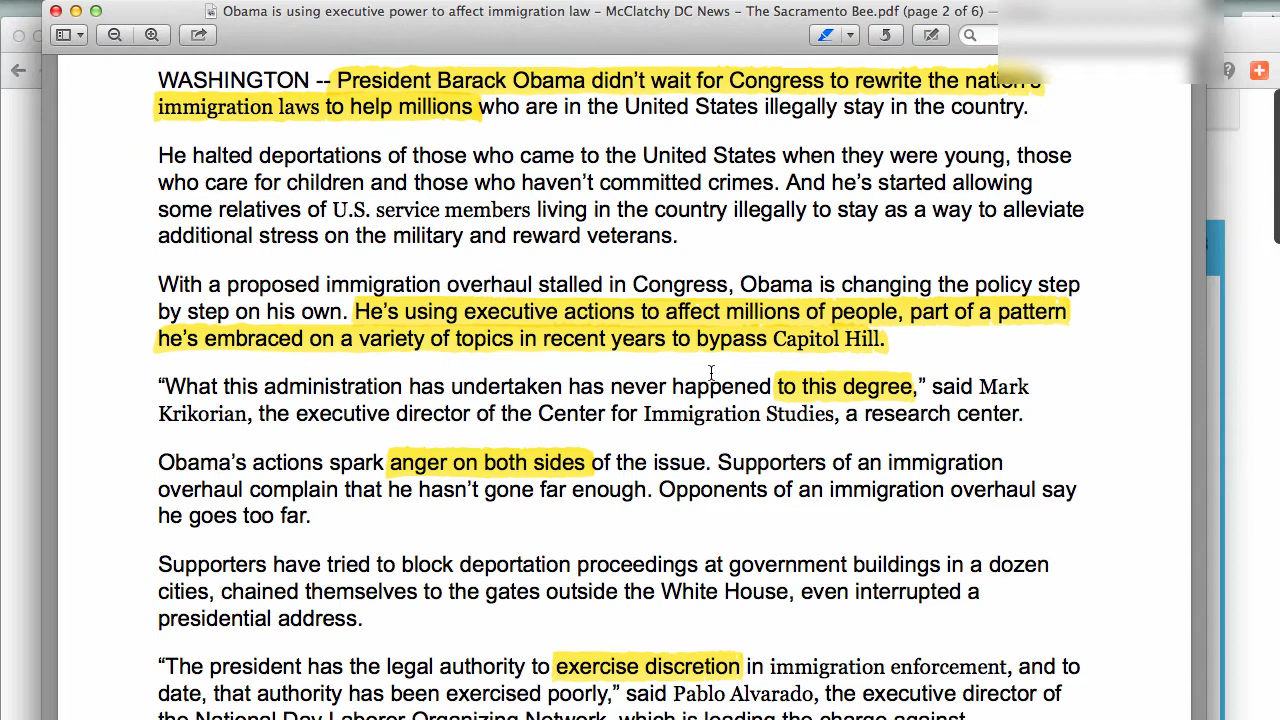 Obama is using executive power to affect immigration law – McClatchy DC News – The Sacramento Bee.pdf (page 2 of 6)
WASHINGTON -- President Barack Obama didn’t wait for Congress to rewrite the nation’s
immigration laws to help millions who are in the United States illegally stay in the country.
He halted deportations of those who came to the United States when they were young, those
who care for children and those who haven’t committed crimes. And he’s started allowing
some relatives of U.S. service members living in the country illegally to stay as a way to alleviate
additional stress on the military and reward veterans.
With a proposed immigration overhaul stalled in Congress, Obama is changing the policy step
by step on his own. He’s using executive actions to affect millions of people, part of a pattern
he’s embraced on a variety of topics in recent years to bypass Capitol Hill.
“What this administration has undertaken has never happened to this degree,” said Mark
Krikorian, the executive director of the Center for Immigration Studies, a research center.
Obama’s actions spark anger on both sides of the issue. Supporters of an immigration
overhaul complain that he hasn’t gone far enough. Opponents of an immigration overhaul say
he goes too far.
Supporters have tried to block deportation proceedings at government buildings in a dozen
cities, chained themselves to the gates outside the White House, even interrupted a
presidential address.
“The president has the legal authority to exercise discretion in immigration enforcement, and to
date, that authority has been exercised poorly,” said Pablo Alvarado, the executive director of
the National Day Laborer Organizing Network, which is leading the charge against